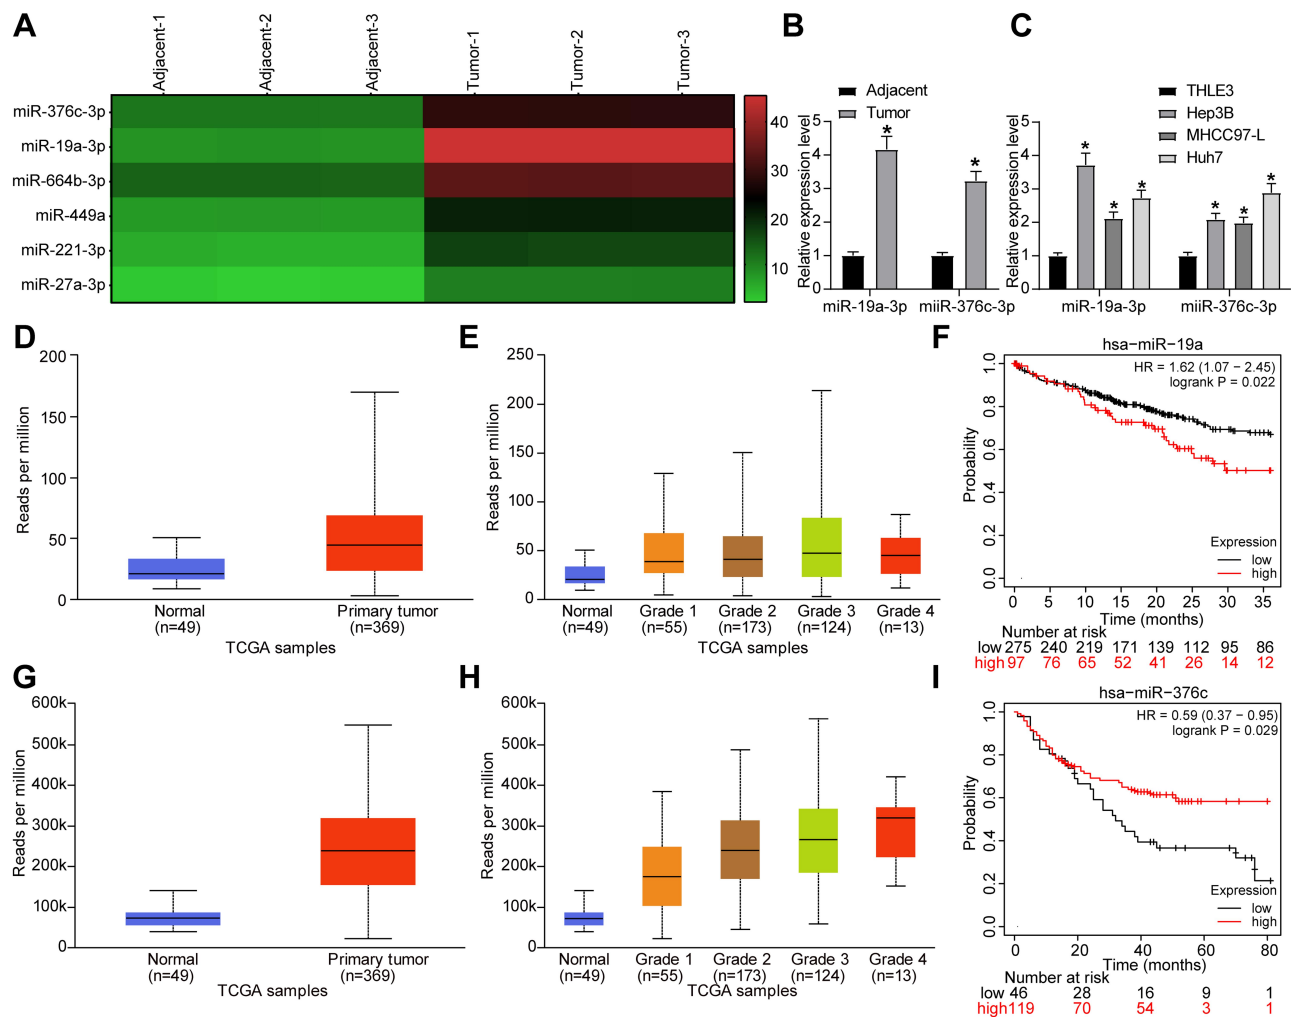 A
Adjacent-1
Adjacent-2
Adjacent-3
Tumor-1
Tumor-2
Tumor-3
miR-376c-3p
miR-19a-3p
miR-664b-3p
miR-449a
miR-221-3p
miR-27a-3p
40
30
20
10
B
Adjacent
Tumor
Relative expression level
5
4
3
2
1
0
* *
miR-19a-3p miiR-376c-3p
C
THLE3
Hep3B
MHCC97-L
Huh7
Relative expression level
5
4
3
2
1
0
* * * * * *
miR-19a-3p miiR-376c-3p
D
Reads per million
200
150
100
50
0
Normal Primary tumor
(n=49) (n=369)
TCGA samples
E
Reads per million
250
200
150
100
50
0
Normal Grade 1 Grade 2 Grade 3 Grade 4
(n=49) (n=55) (n=173) (n=124) (n=13)
TCGA samples
F
hsa−miR−19a
HR = 1.62 (1.07 − 2.45)
logrank P = 0.022
Probability
1.0
0.8
0.6
0.4
0.2
0.0
Expression
low
high
0 5 10 15 20 25 30 35
Time (months)
Number at risk
low 275 240 219 171 139 112 95 86
high 97 76 65 52 41 26 14 12
G
Reads per million
600k
500k
400k
300k
200k
100k
0
Normal Primary tumor
(n=49) (n=369)
TCGA samples
H
Reads per million
600k
500k
400k
300k
200k
100k
0
Normal Grade 1 Grade 2 Grade 3 Grade 4
(n=49) (n=55) (n=173) (n=124) (n=13)
TCGA samples
I
hsa−miR−376c
HR = 0.59 (0.37 − 0.95)
logrank P = 0.029
Probability
1.0
0.8
0.6
0.4
0.2
0.0
Expression
low
high
0 20 40 60 80
Time (months)
Number at risk
low 46 28 16 9 1
high 119 70 54 3 1